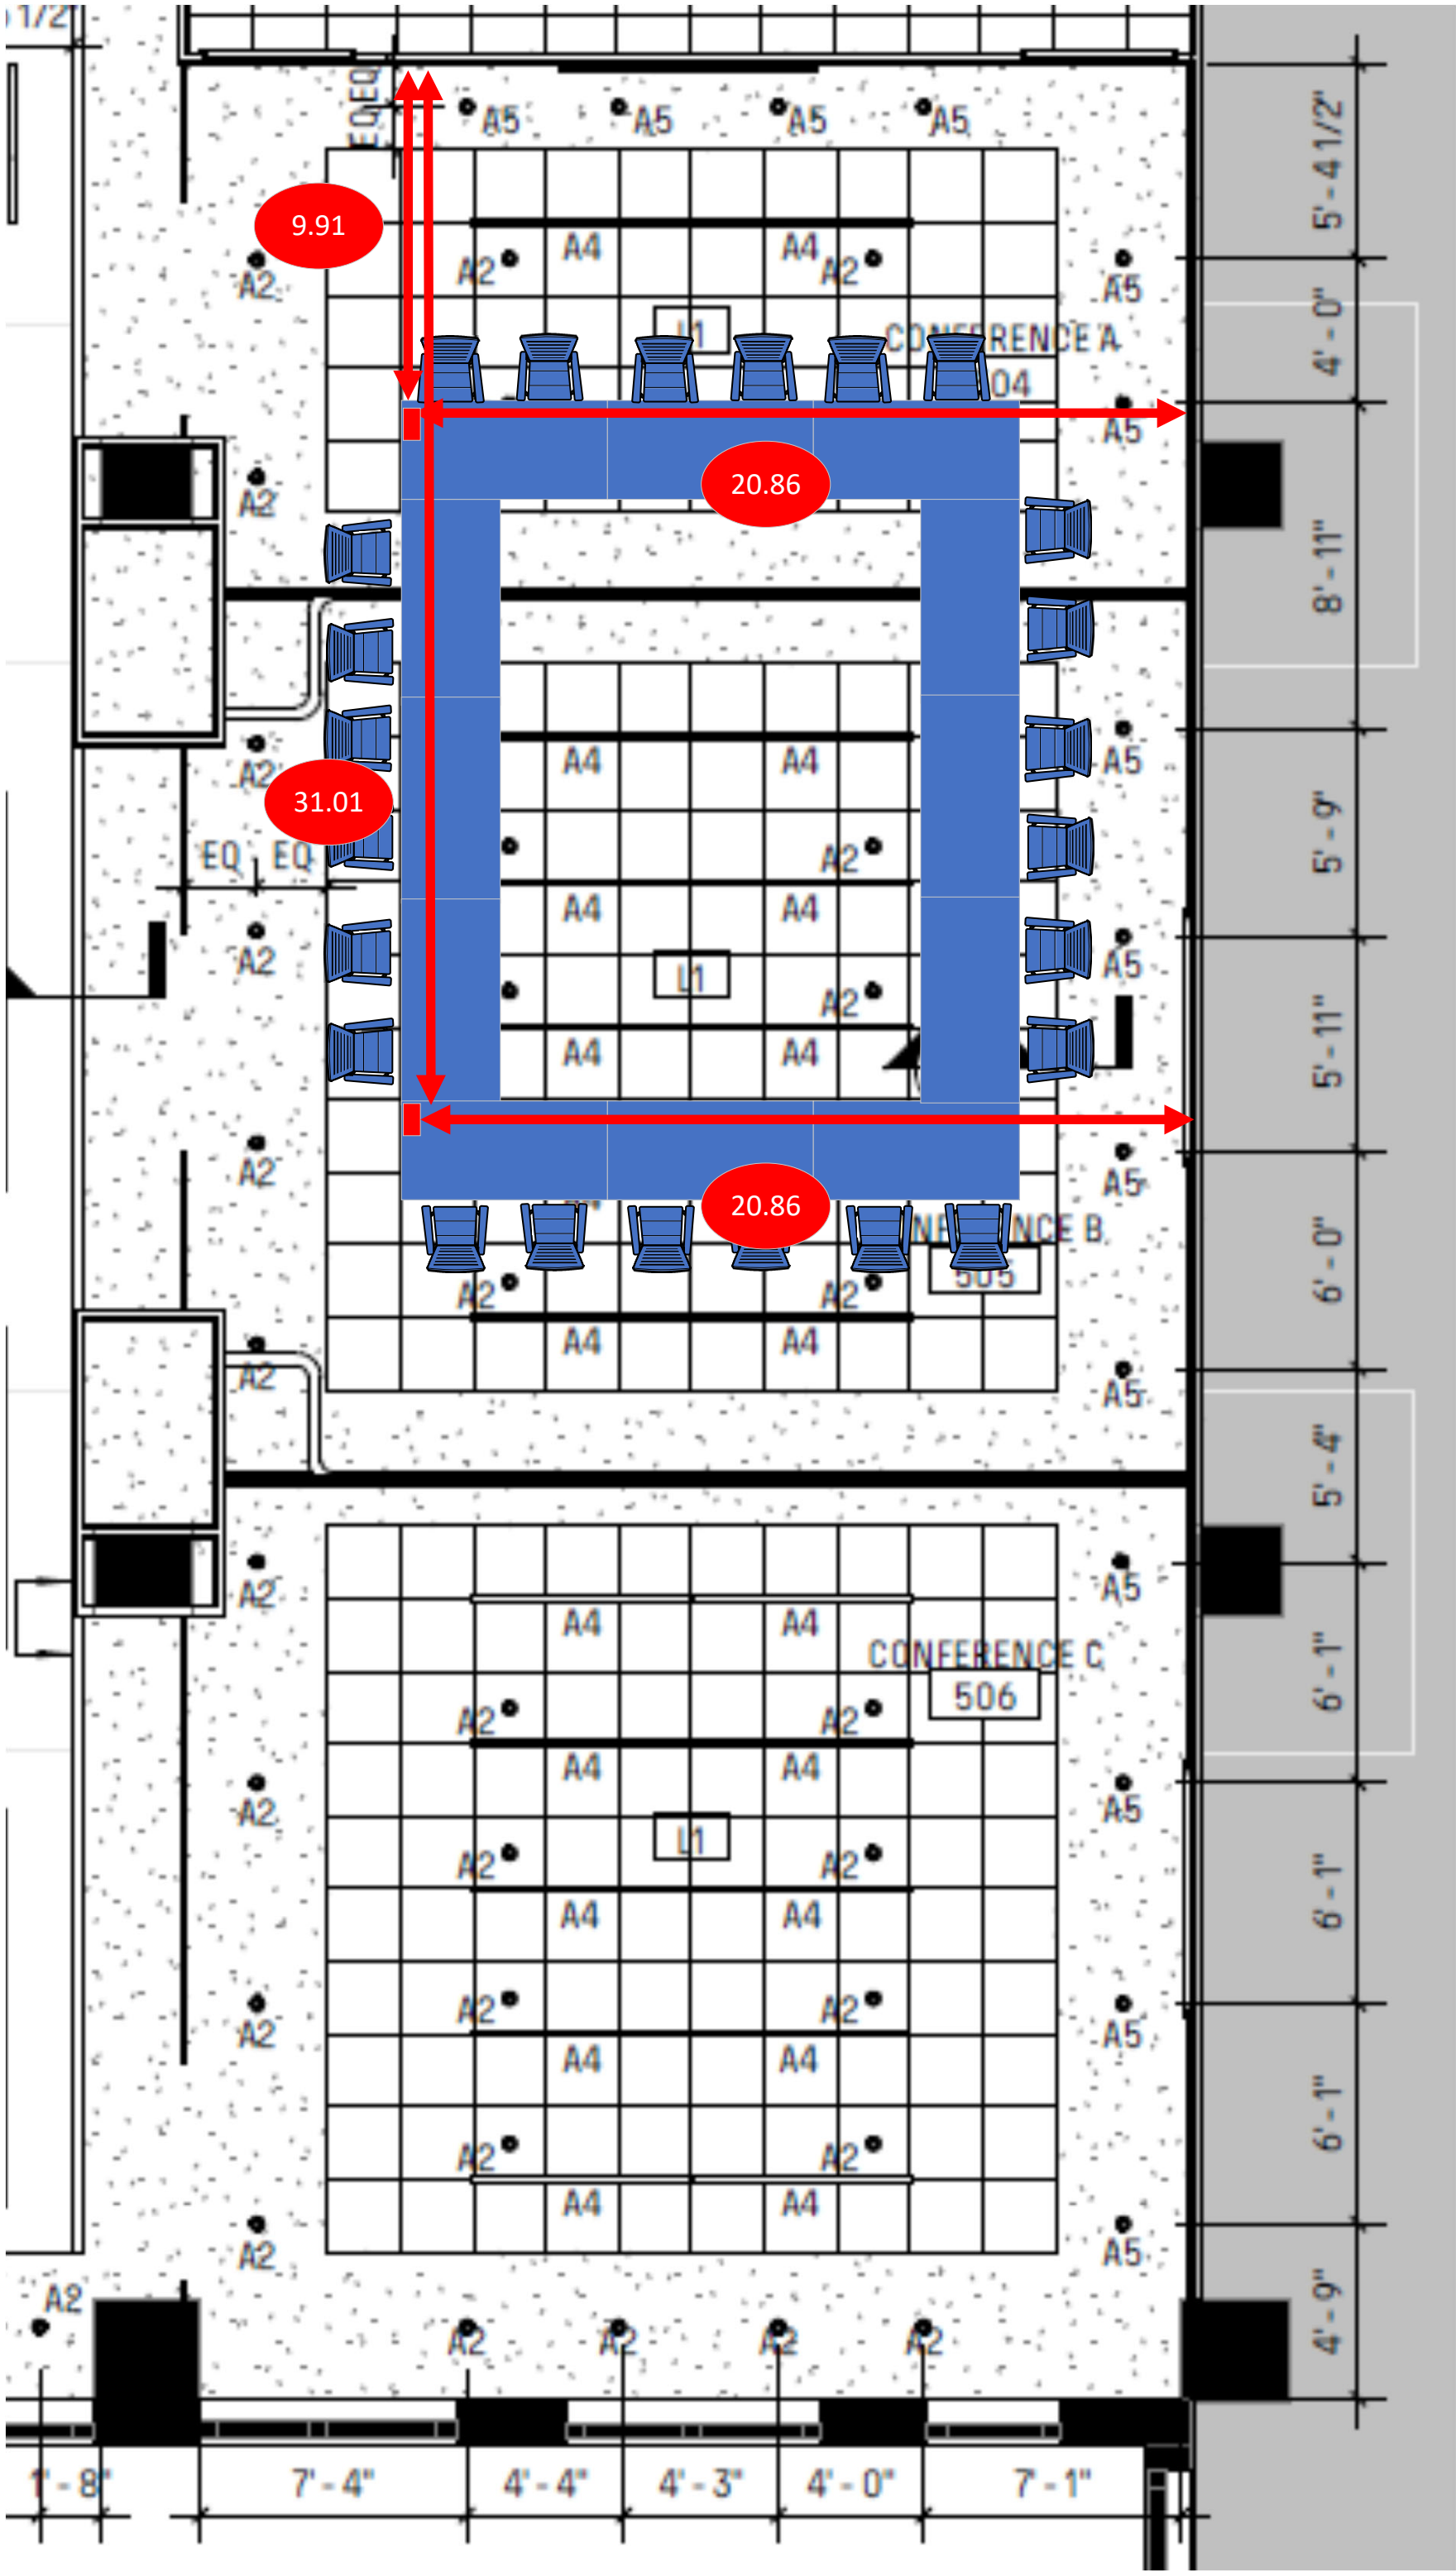 1/2"
EQ EQ
A5 A5 A5 A5
5' - 4 1/2"
9.91
A2
A4 A4
A2 A2
A5
4' - 0"
L1
CONFERENCE A
04
A5
20.86
A2
8' - 11"
A2
A4 A4
A5
31.01
EQ EQ
A2
5' - 9"
A4 A4
A2
A5
L1
A2
5' - 11"
A4 A4
A2
A5
20.86
NFERENCE B
505
A2 A2
6' - 0"
A4 A4
A2
A5
5' - 4"
A2
A5
A4 A4
CONFERENCE C
506
6' - 1"
A2 A2
A4 A4
A2
A5
L1
A2 A2
6' - 1"
A4 A4
A2 A2
A2
A5
A4 A4
6' - 1"
A2 A2
A4 A4
A2
A5
A2
4' - 9"
A2 A2 A2 A2
1' - 8" 7' - 4" 4' - 4" 4' - 3" 4' - 0" 7' - 1"